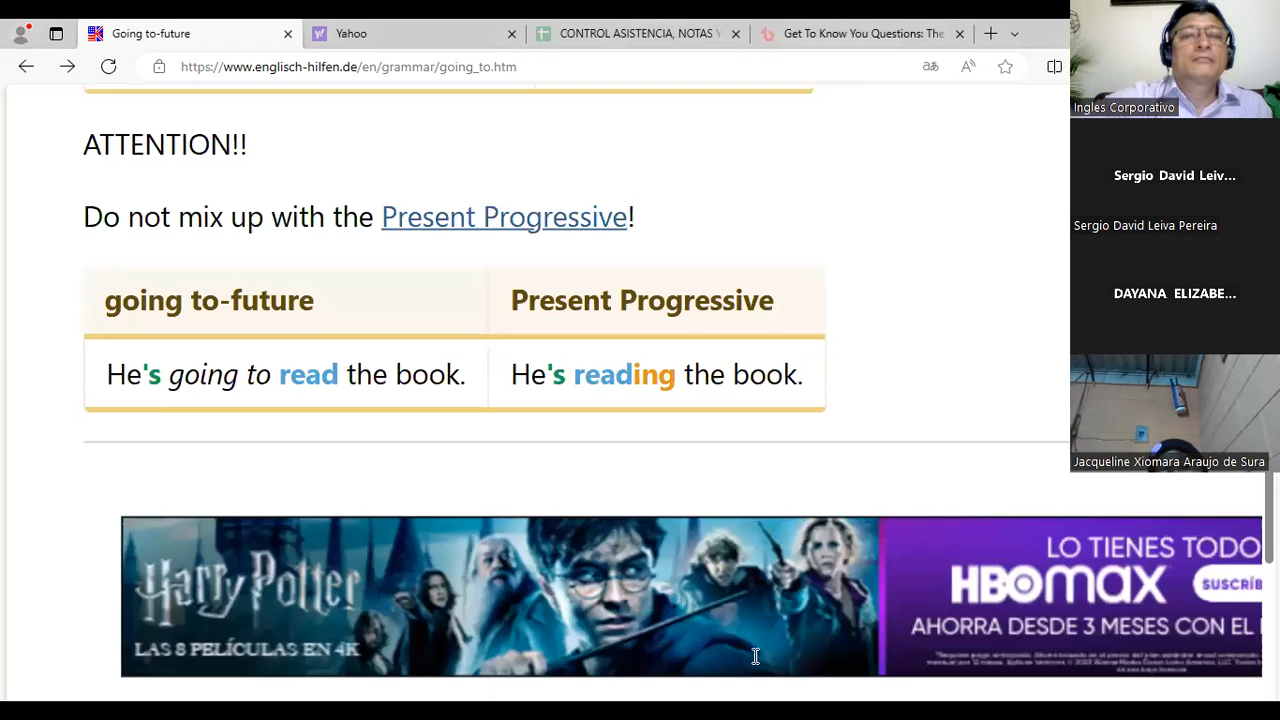 Going to-future
Yahoo
CONTROL ASISTENCIA, NOTAS Y
Get To Know You Questions: The
https://www.englisch-hilfen.de/en/grammar/going_to.htm
Ingles Corporativo
ATTENTION!!
Do not mix up with the Present Progressive!
Sergio David Leiv...
Sergio David Leiva Pereira
DAYANA ELIZABE...
going to-future
Present Progressive
He's going to read the book.
He's reading the book.
Jacqueline Xiomara Araujo de Sura
Harry Potter
LAS 8 PELÍCULAS EN 4K
LO TIENES TODO
HBOmax
SUSCRÍB
AHORRA DESDE 3 MESES CON EL